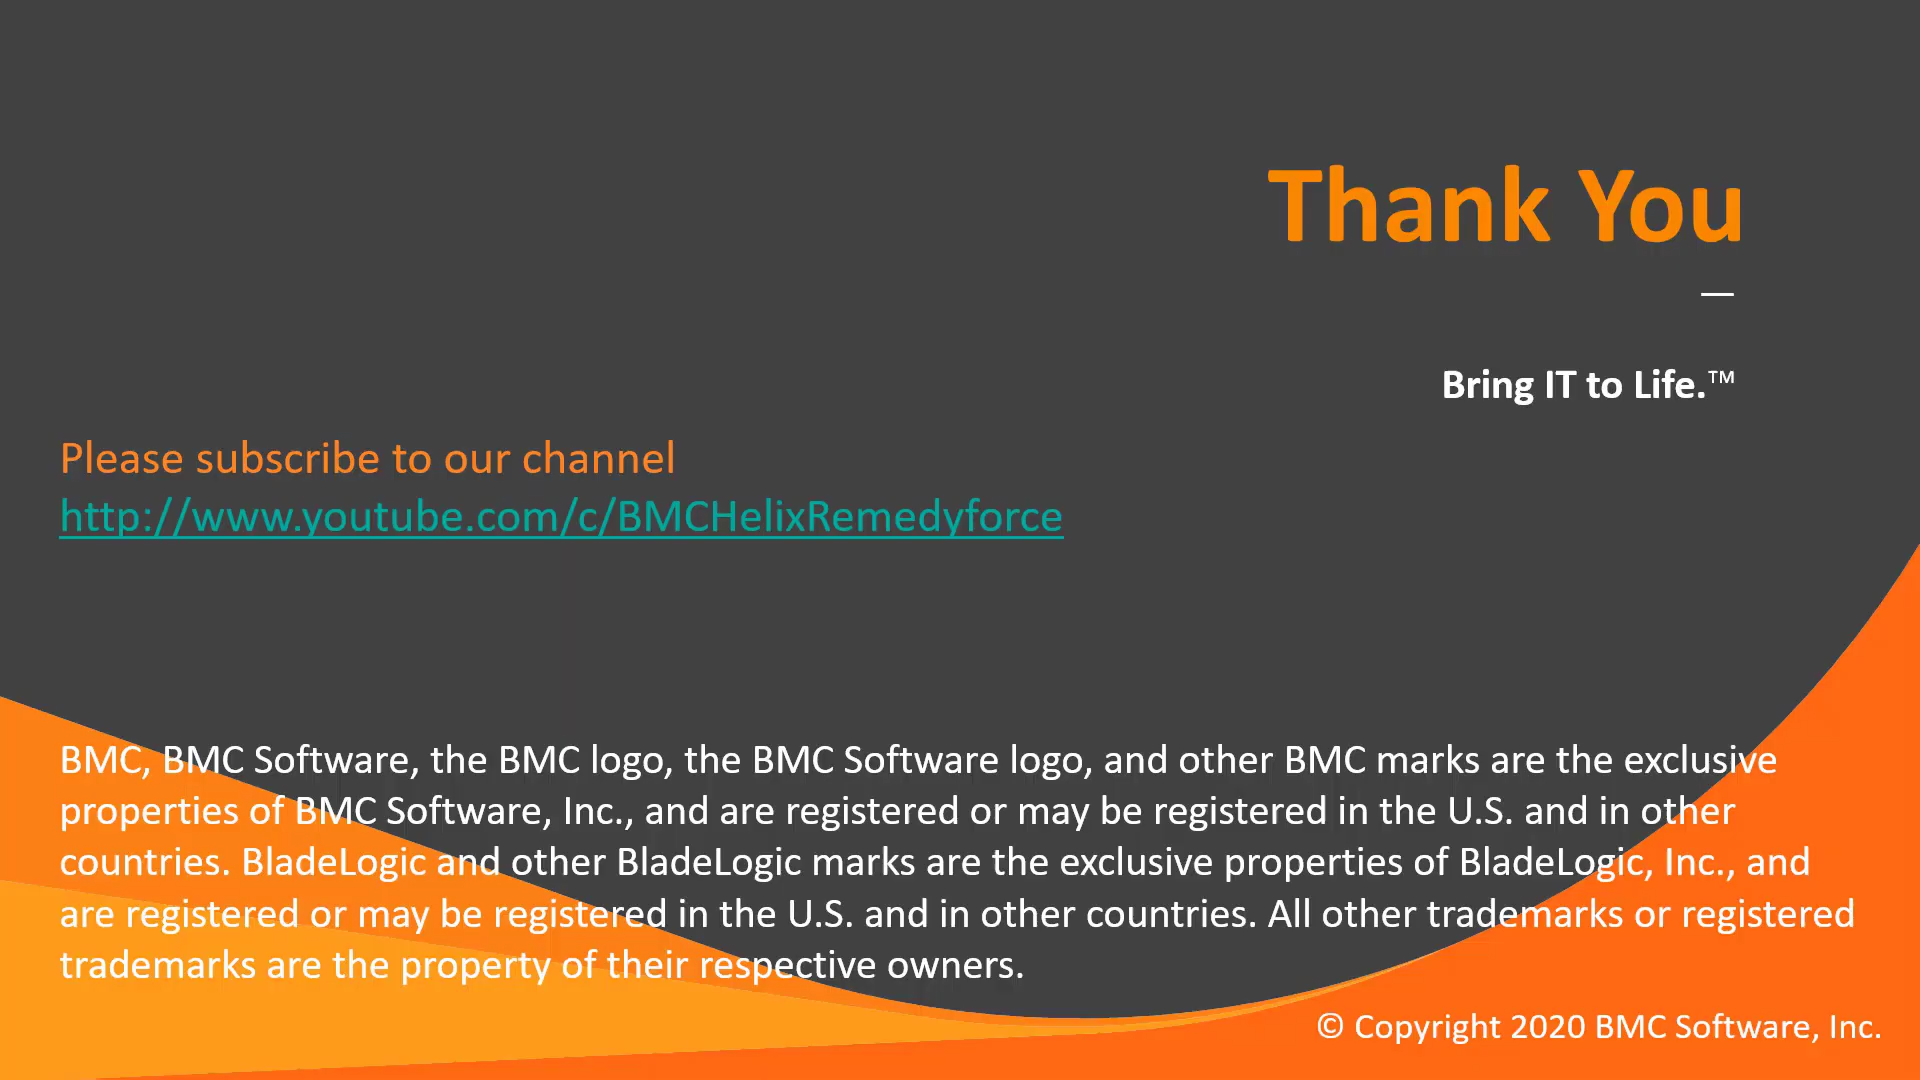 Thank You
Bring IT to Life.™
Please subscribe to our channel
http://www.youtube.com/c/BMCHelixRemedyforce
BMC, BMC Software, the BMC logo, the BMC Software logo, and other BMC marks are the exclusive
properties of BMC Software, Inc., and are registered or may be registered in the U.S. and in other
countries. BladeLogic and other BladeLogic marks are the exclusive properties of BladeLogic, Inc., and
are registered or may be registered in the U.S. and in other countries. All other trademarks or registered
trademarks are the property of their respective owners.
© Copyright 2020 BMC Software, Inc.